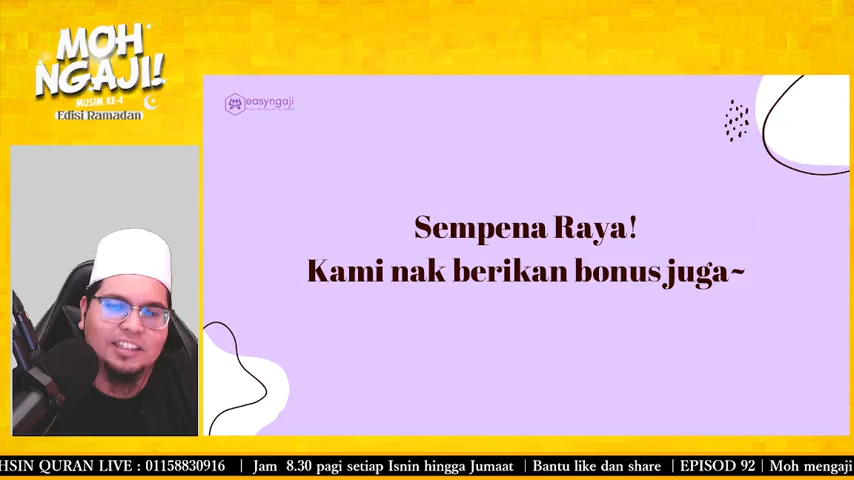 MOH
NGAJI!
MUSIM KE-4
Edisi Ramadan
easyngaji
Sempena Raya!
Kami nak berikan bonus juga~
HSIN QURAN LIVE : 01158830916 | Jam 8.30 pagi setiap Isnin hingga Jumaat | Bantu like dan share | EPISOD 92 | Moh mengaji